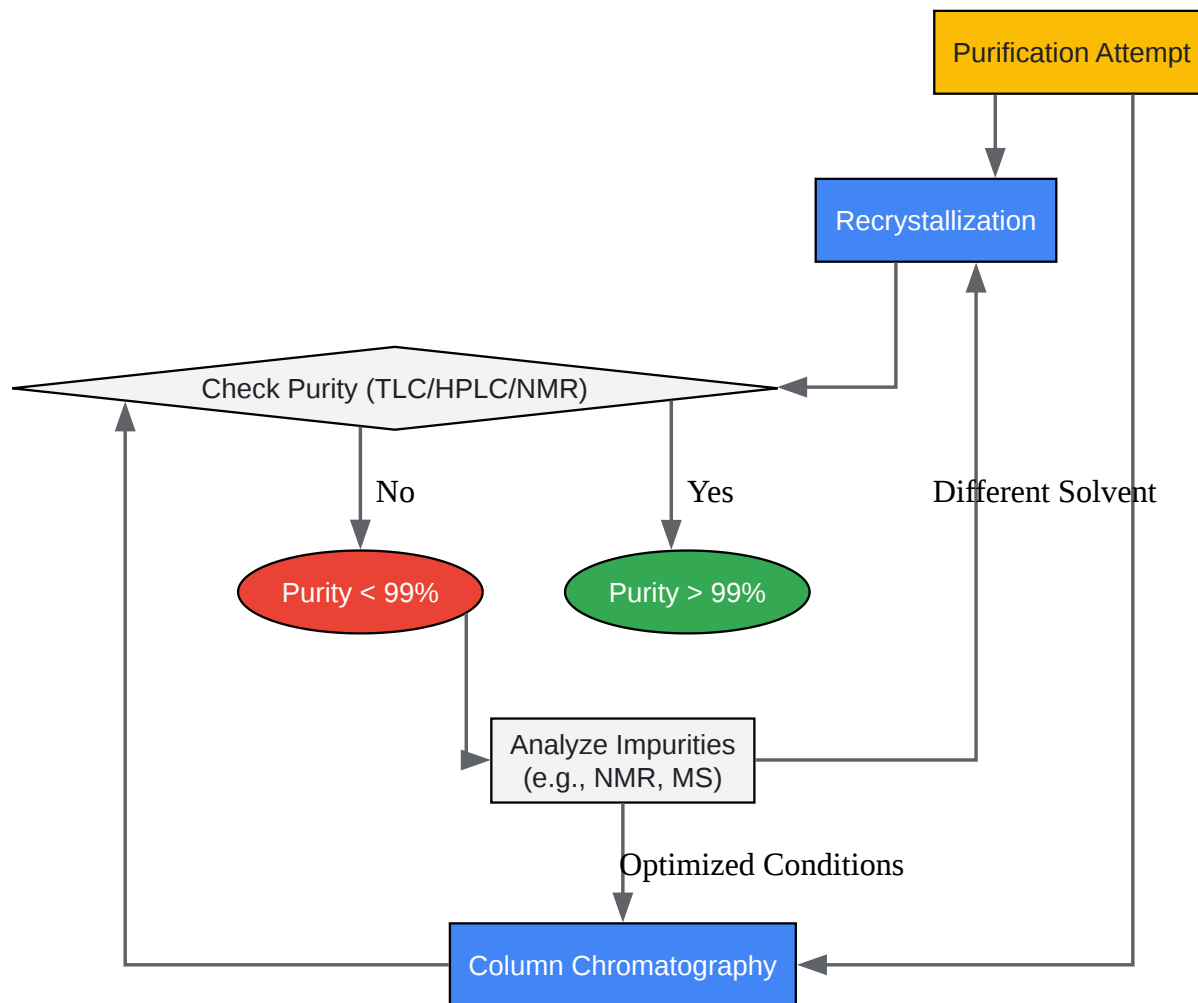 Purification Attempt
Recrystallization
Check Purity (TLC/HPLC/NMR)
No
Yes
Different Solvent
Purity < 99%
Purity > 99%
Analyze Impurities
(e.g., NMR, MS)
Optimized Conditions
Column Chromatography